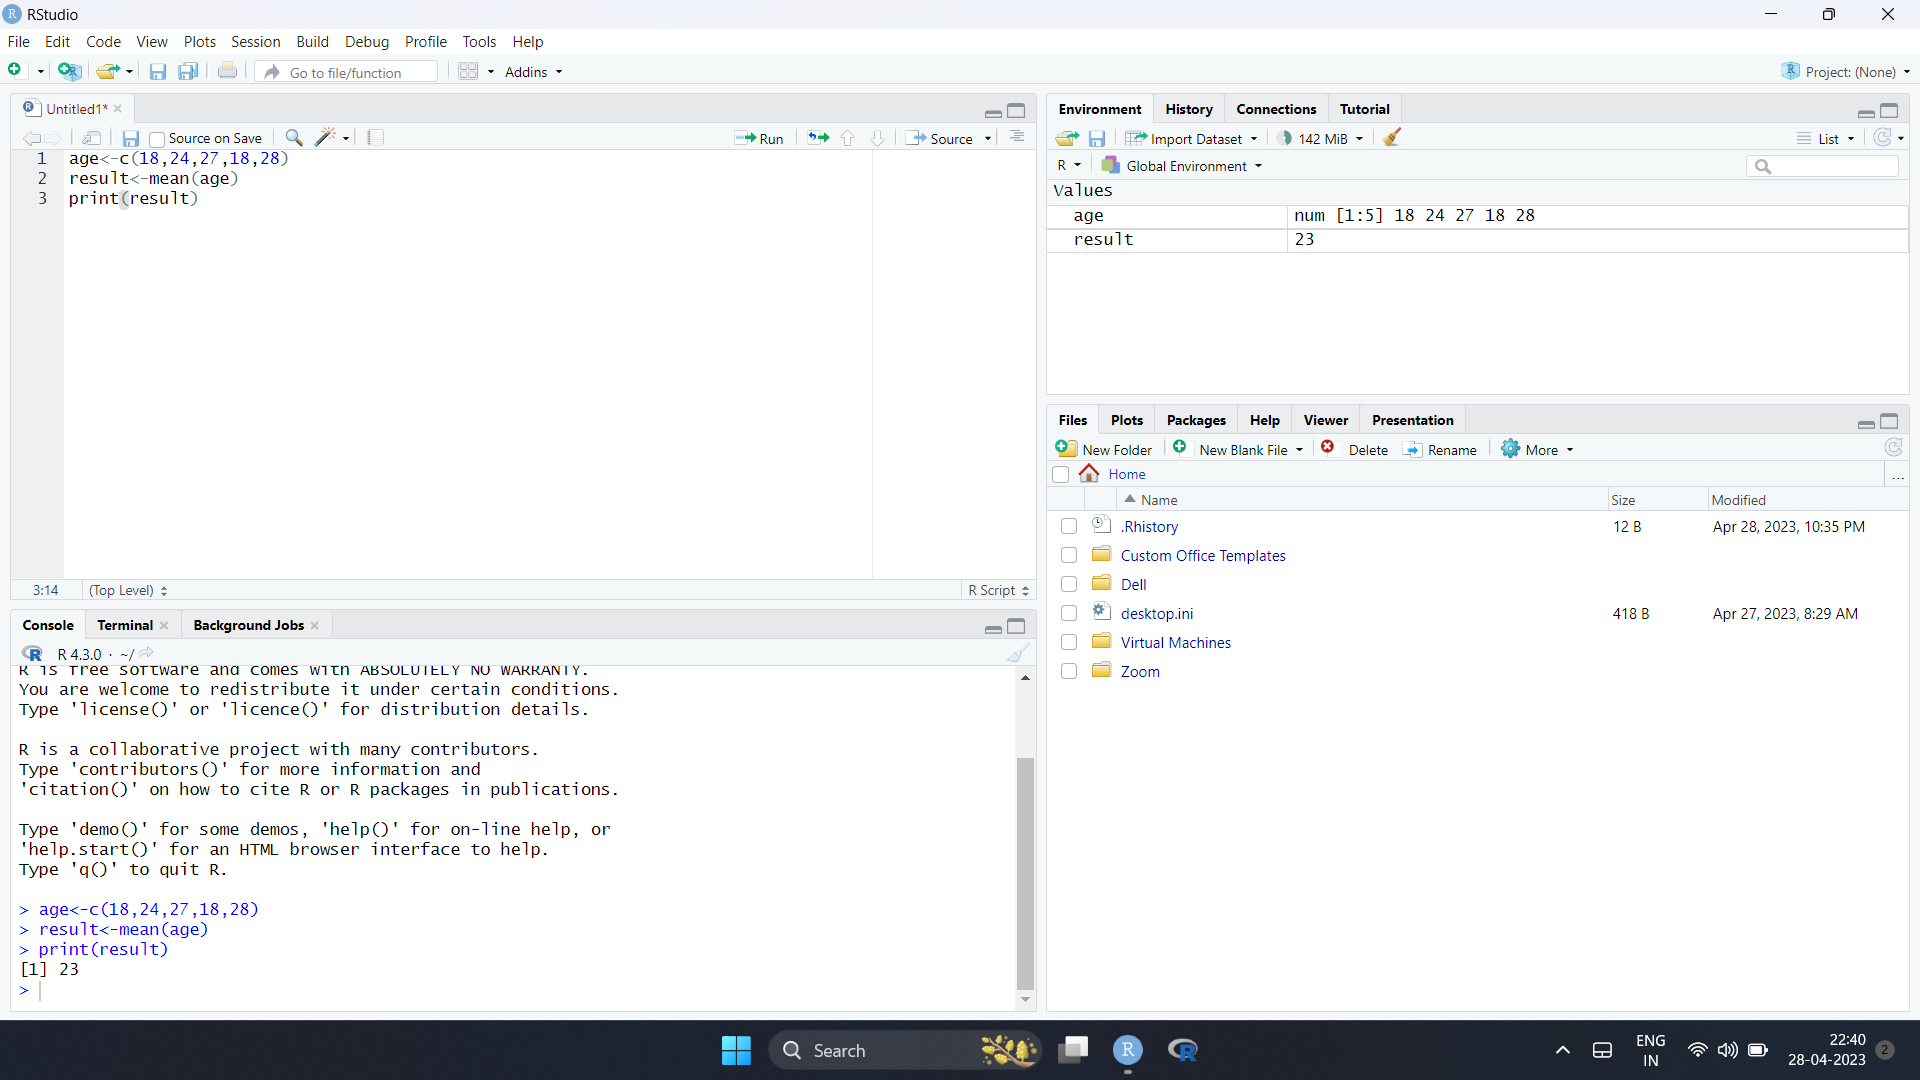 RStudio
File Edit Code View Plots Session Build Debug Profile Tools Help
Go to file/function Addins Project: (None)
Untitled1*
Source on Save Run Source
1 age<-c(18,24,27,18,28)
2 result<-mean(age)
3 print(result)
3:14 (Top Level) R Script
Console Terminal Background Jobs
R 4.3.0 · ~/
R is free software and comes with ABSOLUTELY NO WARRANTY.
You are welcome to redistribute it under certain conditions.
Type 'license()' or 'licence()' for distribution details.
R is a collaborative project with many contributors.
Type 'contributors()' for more information and
'citation()' on how to cite R or R packages in publications.
Type 'demo()' for some demos, 'help()' for on-line help, or
'help.start()' for an HTML browser interface to help.
Type 'q()' to quit R.
> age<-c(18,24,27,18,28)
> result<-mean(age)
> print(result)
[1] 23
>
Environment History Connections Tutorial
Import Dataset 142 MiB List
R Global Environment
Values
age num [1:5] 18 24 27 18 28
result 23
Files Plots Packages Help Viewer Presentation
New Folder New Blank File Delete Rename More
Home ...
Name Size Modified
.Rhistory 12 B Apr 28, 2023, 10:35 PM
Custom Office Templates
Dell
desktop.ini 418 B Apr 27, 2023, 8:29 AM
Virtual Machines
Zoom
Search
ENG
IN
22:40
28-04-2023
2